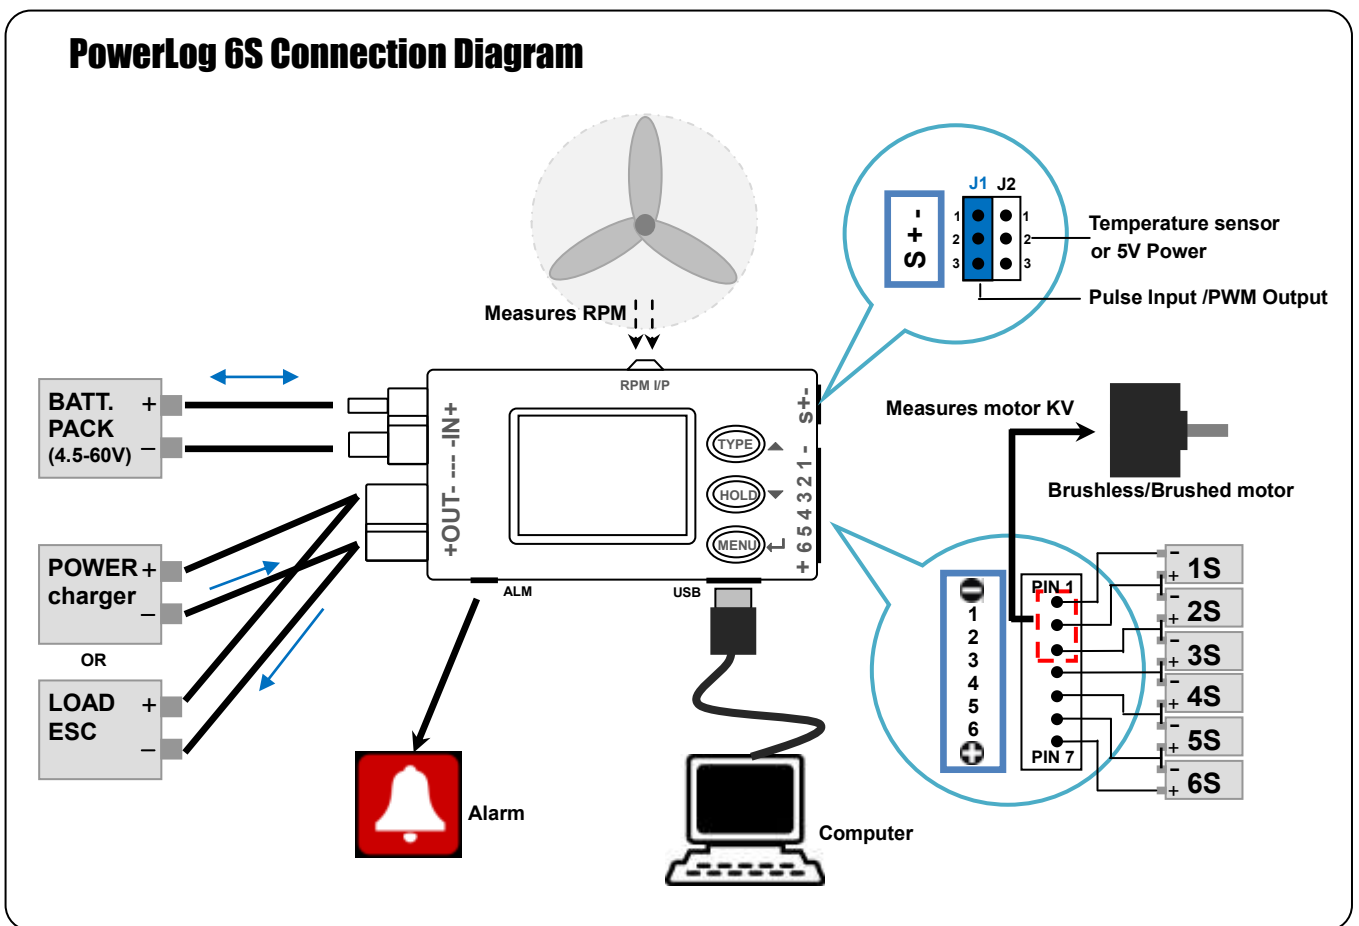 PowerLog 6S Connection Diagram
J1 J2
S + -
1 1
2 2
3 3
Temperature sensor
or 5V Power
Pulse Input /PWM Output
Measures RPM
RPM I/P
BATT. +
PACK
(4.5-60V) −
+OUT- ---- -IN+
TYPE
HOLD
MENU
S+-
+ 6 5 4 3 2 1 -
ALM
USB
Measures motor KV
Brushless/Brushed motor
POWER +
charger −
OR
LOAD +
ESC −
Alarm
Computer
1
2
3
4
5
6
PIN 1
PIN 7
- + 1S
- + 2S
- + 3S
- + 4S
- + 5S
- + 6S